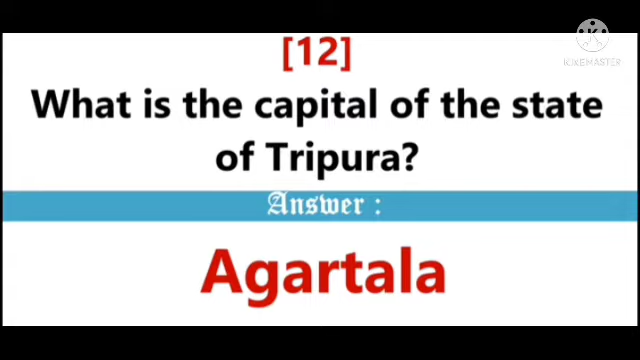 [12]
KINEMASTER
What is the capital of the state
of Tripura?
Answer :
Agartala